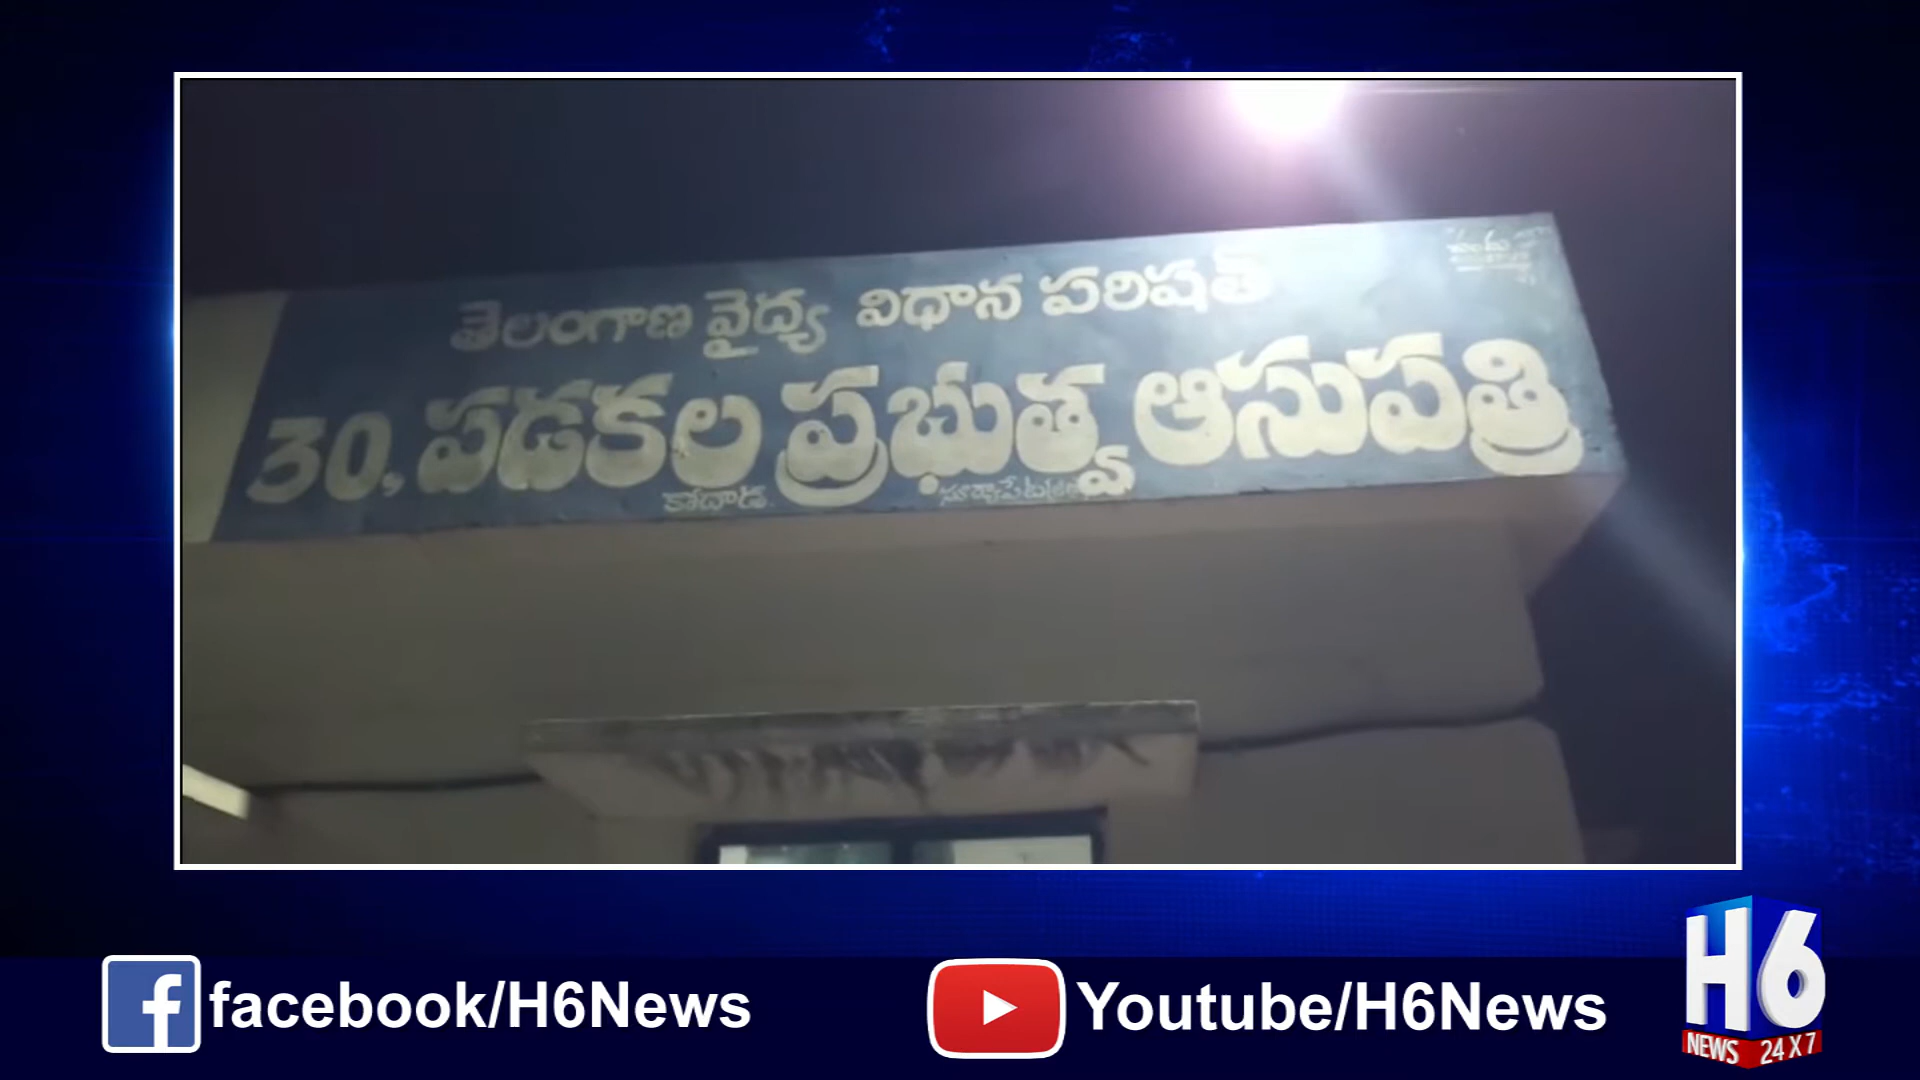 తెలంగాణ వైద్య విధాన పరిషత్
30, పడకల ప్రభుత్వ ఆసుపత్రి
కోదాడ.
facebook/H6News
Youtube/H6News
H6
NEWS 24X7